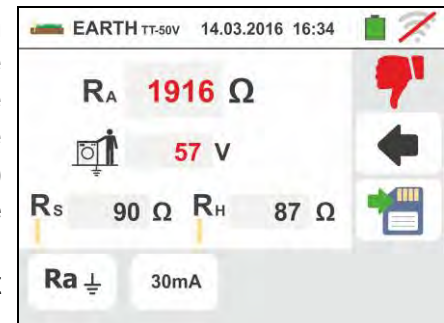 EARTH TT-50V 14.03.2016 16:34
RA 1916 Ω
57 V
Rs 90 Ω RH 87 Ω
Ra 30mA